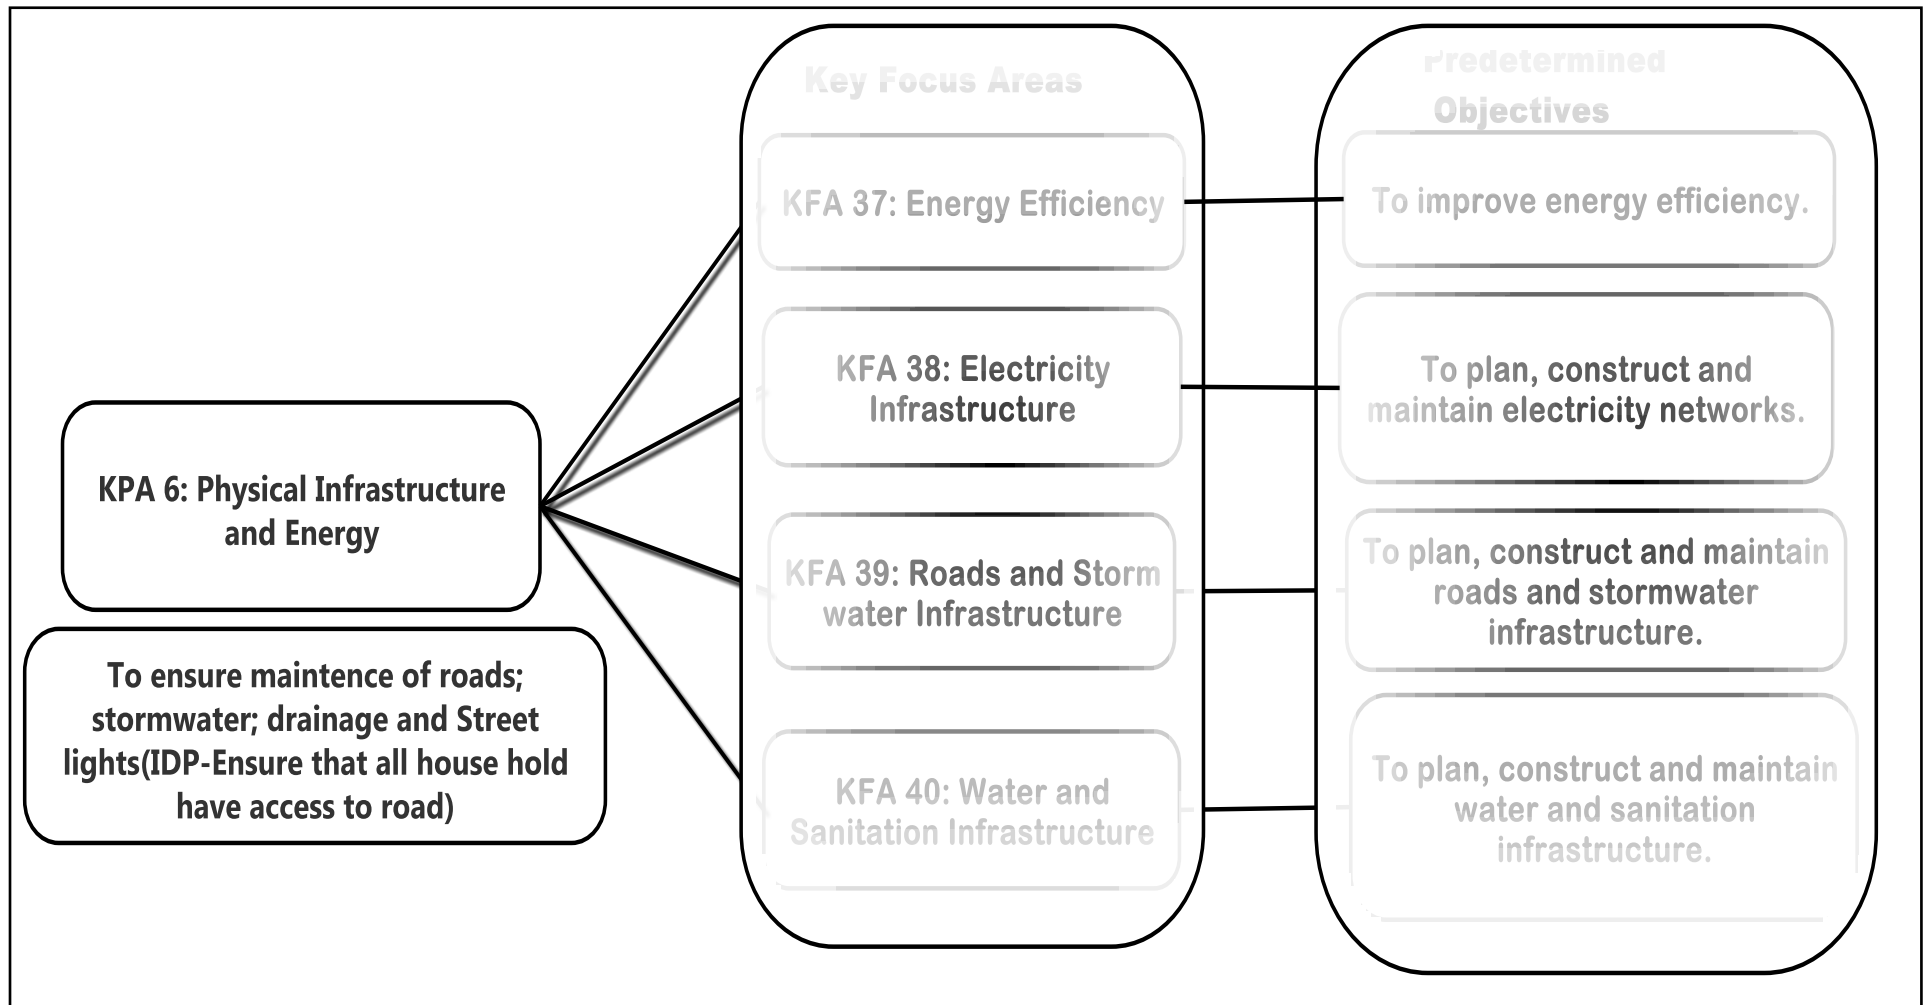 Key Focus Areas
Predetermined
Objectives
KFA 37: Energy Efficiency
To improve energy efficiency.
KFA 38: Electricity
Infrastructure
To plan, construct and
maintain electricity networks.
KPA 6: Physical Infrastructure
and Energy
KFA 39: Roads and Storm
water Infrastructure
To plan, construct and maintain
roads and stormwater
infrastructure.
To ensure maintence of roads;
stormwater; drainage and Street
lights(IDP-Ensure that all house hold
have access to road)
KFA 40: Water and
Sanitation Infrastructure
To plan, construct and maintain
water and sanitation
infrastructure.